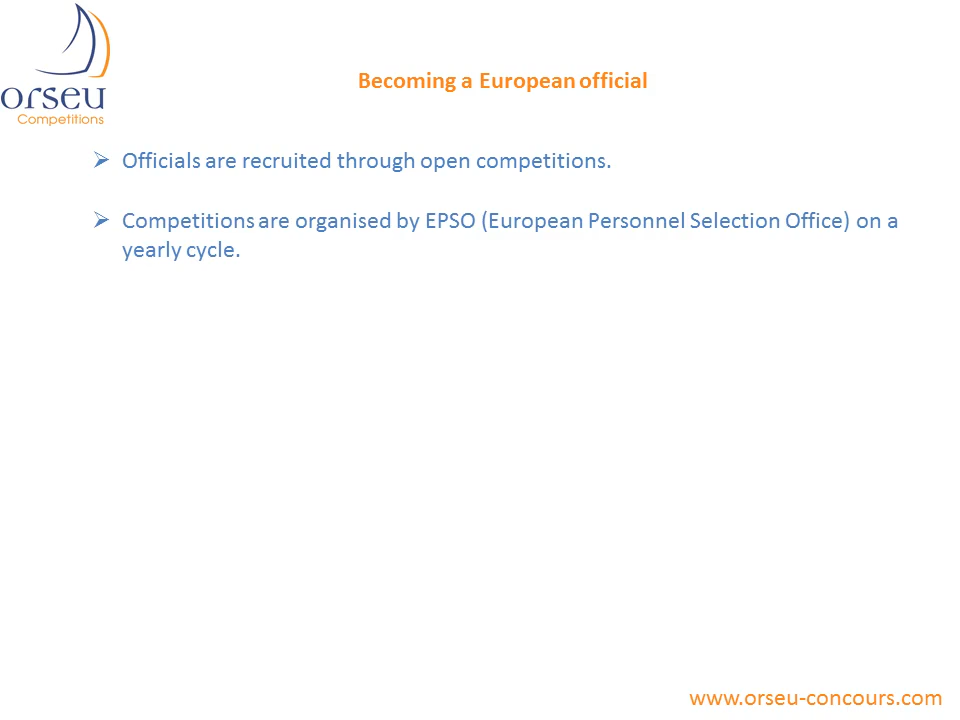 orseu
Competitions
Becoming a European official
➢ Officials are recruited through open competitions.
➢ Competitions are organised by EPSO (European Personnel Selection Office) on a
yearly cycle.
www.orseu-concours.com